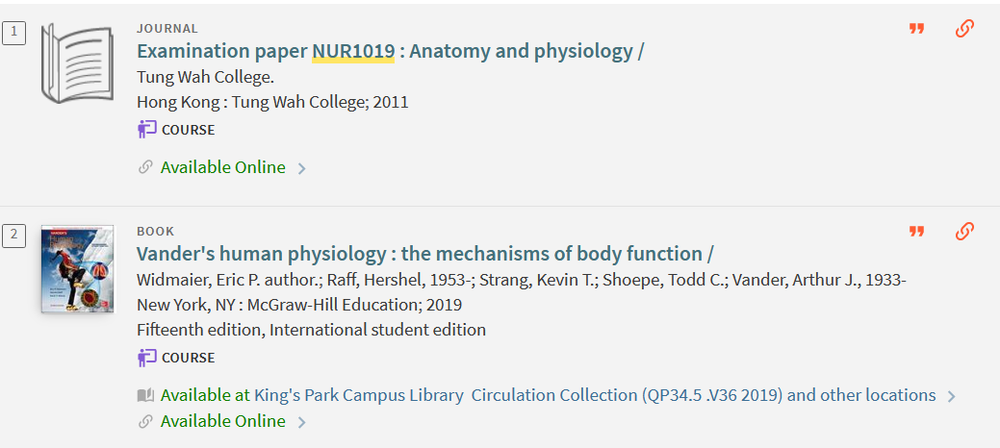 1
JOURNAL
Examination paper NUR1019 : Anatomy and physiology /
Tung Wah College.
Hong Kong : Tung Wah College; 2011
COURSE
Available Online
2
BOOK
Vander's human physiology : the mechanisms of body function /
Widmaier, Eric P. author.; Raff, Hershel, 1953-; Strang, Kevin T.; Shoepe, Todd C.; Vander, Arthur J., 1933-
New York, NY : McGraw-Hill Education; 2019
Fifteenth edition, International student edition
COURSE
Available at King's Park Campus Library Circulation Collection (QP34.5 .V36 2019) and other locations
Available Online